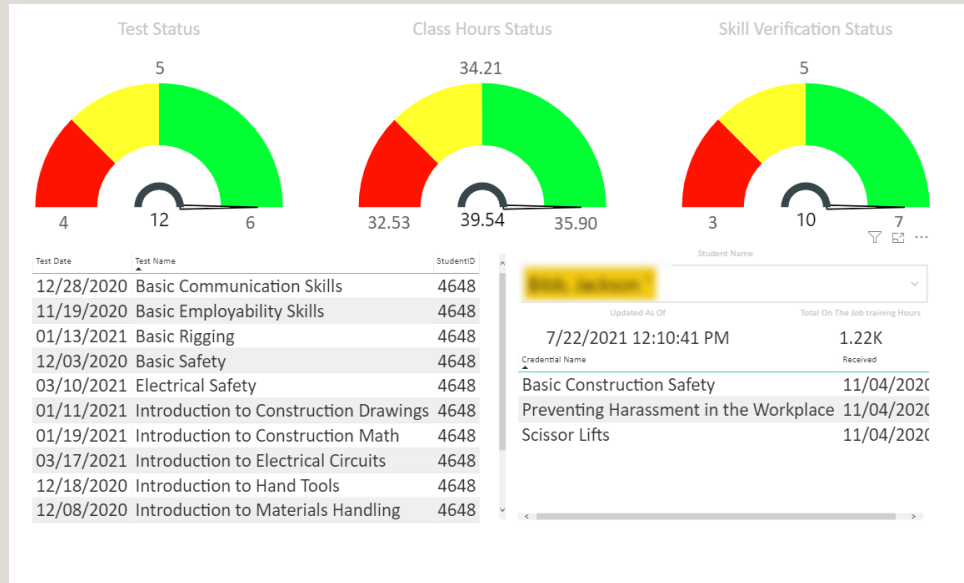 Test Status
Class Hours Status
Skill Verification Status
5
34.21
5
4
12
6
32.53
39.54
35.90
3
10
7
Test Date Test Name StudentID
12/28/2020 Basic Communication Skills 4648
11/19/2020 Basic Employability Skills 4648
01/13/2021 Basic Rigging 4648
12/03/2020 Basic Safety 4648
03/10/2021 Electrical Safety 4648
01/11/2021 Introduction to Construction Drawings 4648
01/19/2021 Introduction to Construction Math 4648
03/17/2021 Introduction to Electrical Circuits 4648
12/18/2020 Introduction to Hand Tools 4648
12/08/2020 Introduction to Materials Handling 4648
Student Name
Updated As Of Total On The Job training Hours
7/22/2021 12:10:41 PM 1.22K
Credential Name Received
Basic Construction Safety 11/04/2020
Preventing Harassment in the Workplace 11/04/2020
Scissor Lifts 11/04/2020